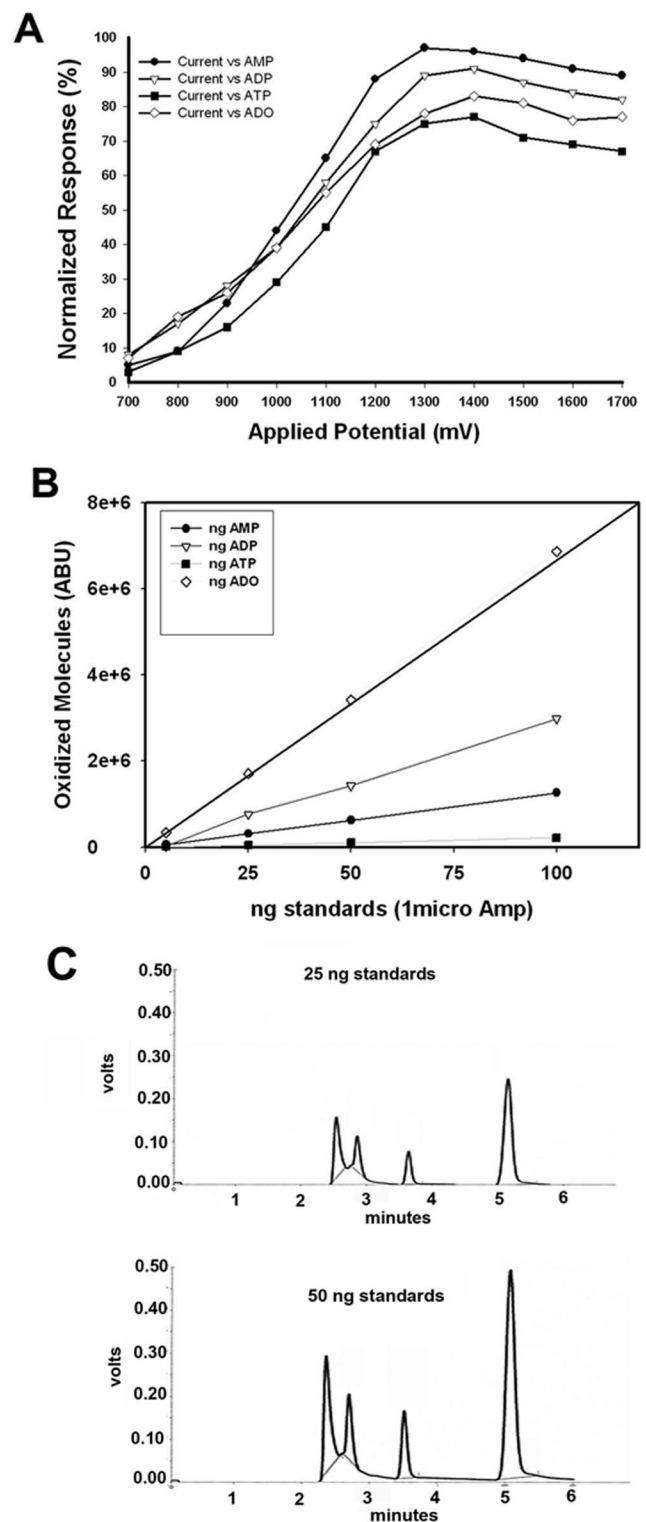 A
100
90
80
70
60
50
40
30
20
10
0
Normalized Response (%)
Current vs AMP
Current vs ADP
Current vs ATP
Current vs ADO
700 800 900 1000 1100 1200 1300 1400 1500 1600 1700
Applied Potential (mV)
B
8e+6
6e+6
4e+6
2e+6
0
Oxidized Molecules (ABU)
ng AMP
ng ADP
ng ATP
ng ADO
0 25 50 75 100
ng standards (1micro Amp)
C
25 ng standards
0.50
0.40
0.30
0.20
0.10
0.00
volts
1 2 3 4 5 6
minutes
50 ng standards
0.50
0.40
0.30
0.20
0.10
0.00
volts
1 2 3 4 5 6
minutes